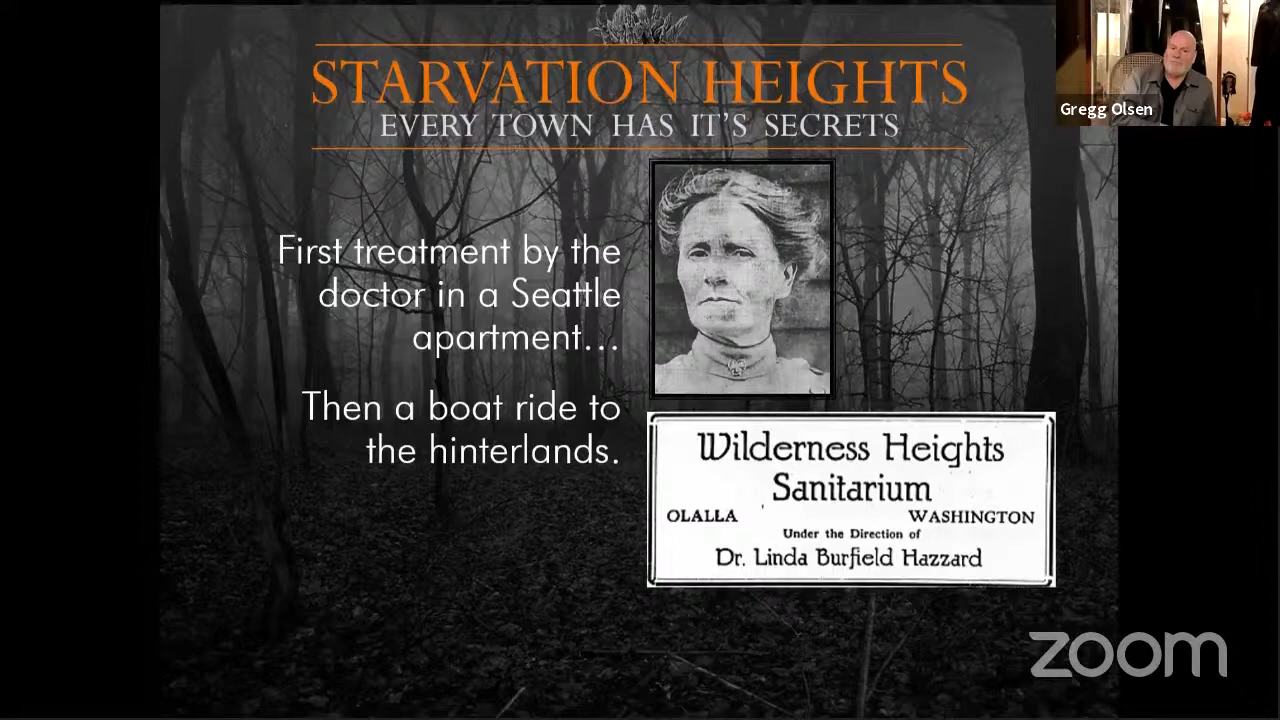 STARVATION HEIGHTS
EVERY TOWN HAS IT'S SECRETS
Gregg Olsen
First treatment by the
doctor in a Seattle
apartment...
Then a boat ride to
the hinterlands.
Wilderness Heights
Sanitarium
OLALLA WASHINGTON
Under the Direction of
Dr. Linda Burfield Hazzard
zoom